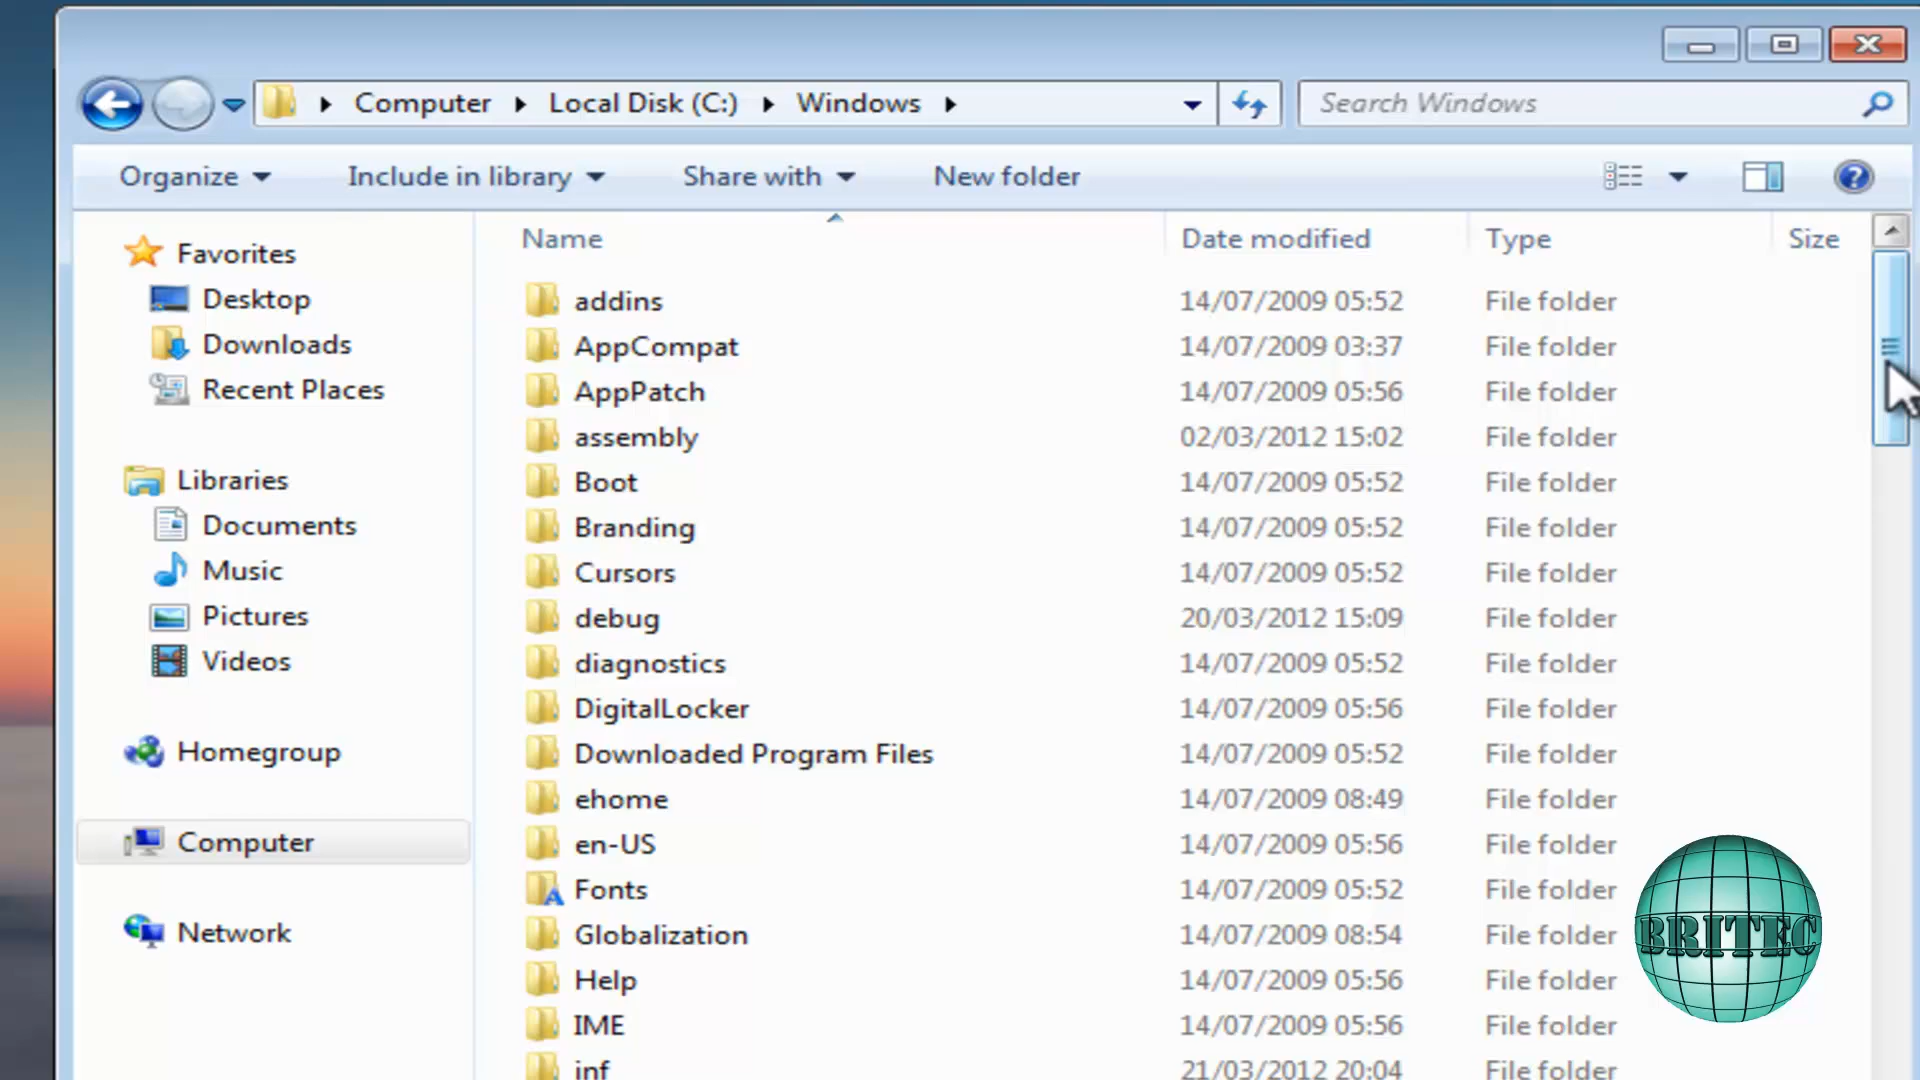 Computer Local Disk (C:) Windows Search Windows
Organize Include in library Share with New folder
Name Date modified Type Size
Favorites
Desktop
Downloads
Recent Places
Libraries
Documents
Music
Pictures
Videos
Homegroup
Computer
Network
addins 14/07/2009 05:52 File folder
AppCompat 14/07/2009 03:37 File folder
AppPatch 14/07/2009 05:56 File folder
assembly 02/03/2012 15:02 File folder
Boot 14/07/2009 05:52 File folder
Branding 14/07/2009 05:52 File folder
Cursors 14/07/2009 05:52 File folder
debug 20/03/2012 15:09 File folder
diagnostics 14/07/2009 05:52 File folder
DigitalLocker 14/07/2009 05:56 File folder
Downloaded Program Files 14/07/2009 05:52 File folder
ehome 14/07/2009 08:49 File folder
en-US 14/07/2009 05:56 File folder
Fonts 14/07/2009 05:52 File folder
Globalization 14/07/2009 08:54 File folder
Help 14/07/2009 05:56 File folder
IME 14/07/2009 05:56 File folder
inf 21/03/2012 20:04 File folder
BRITEC